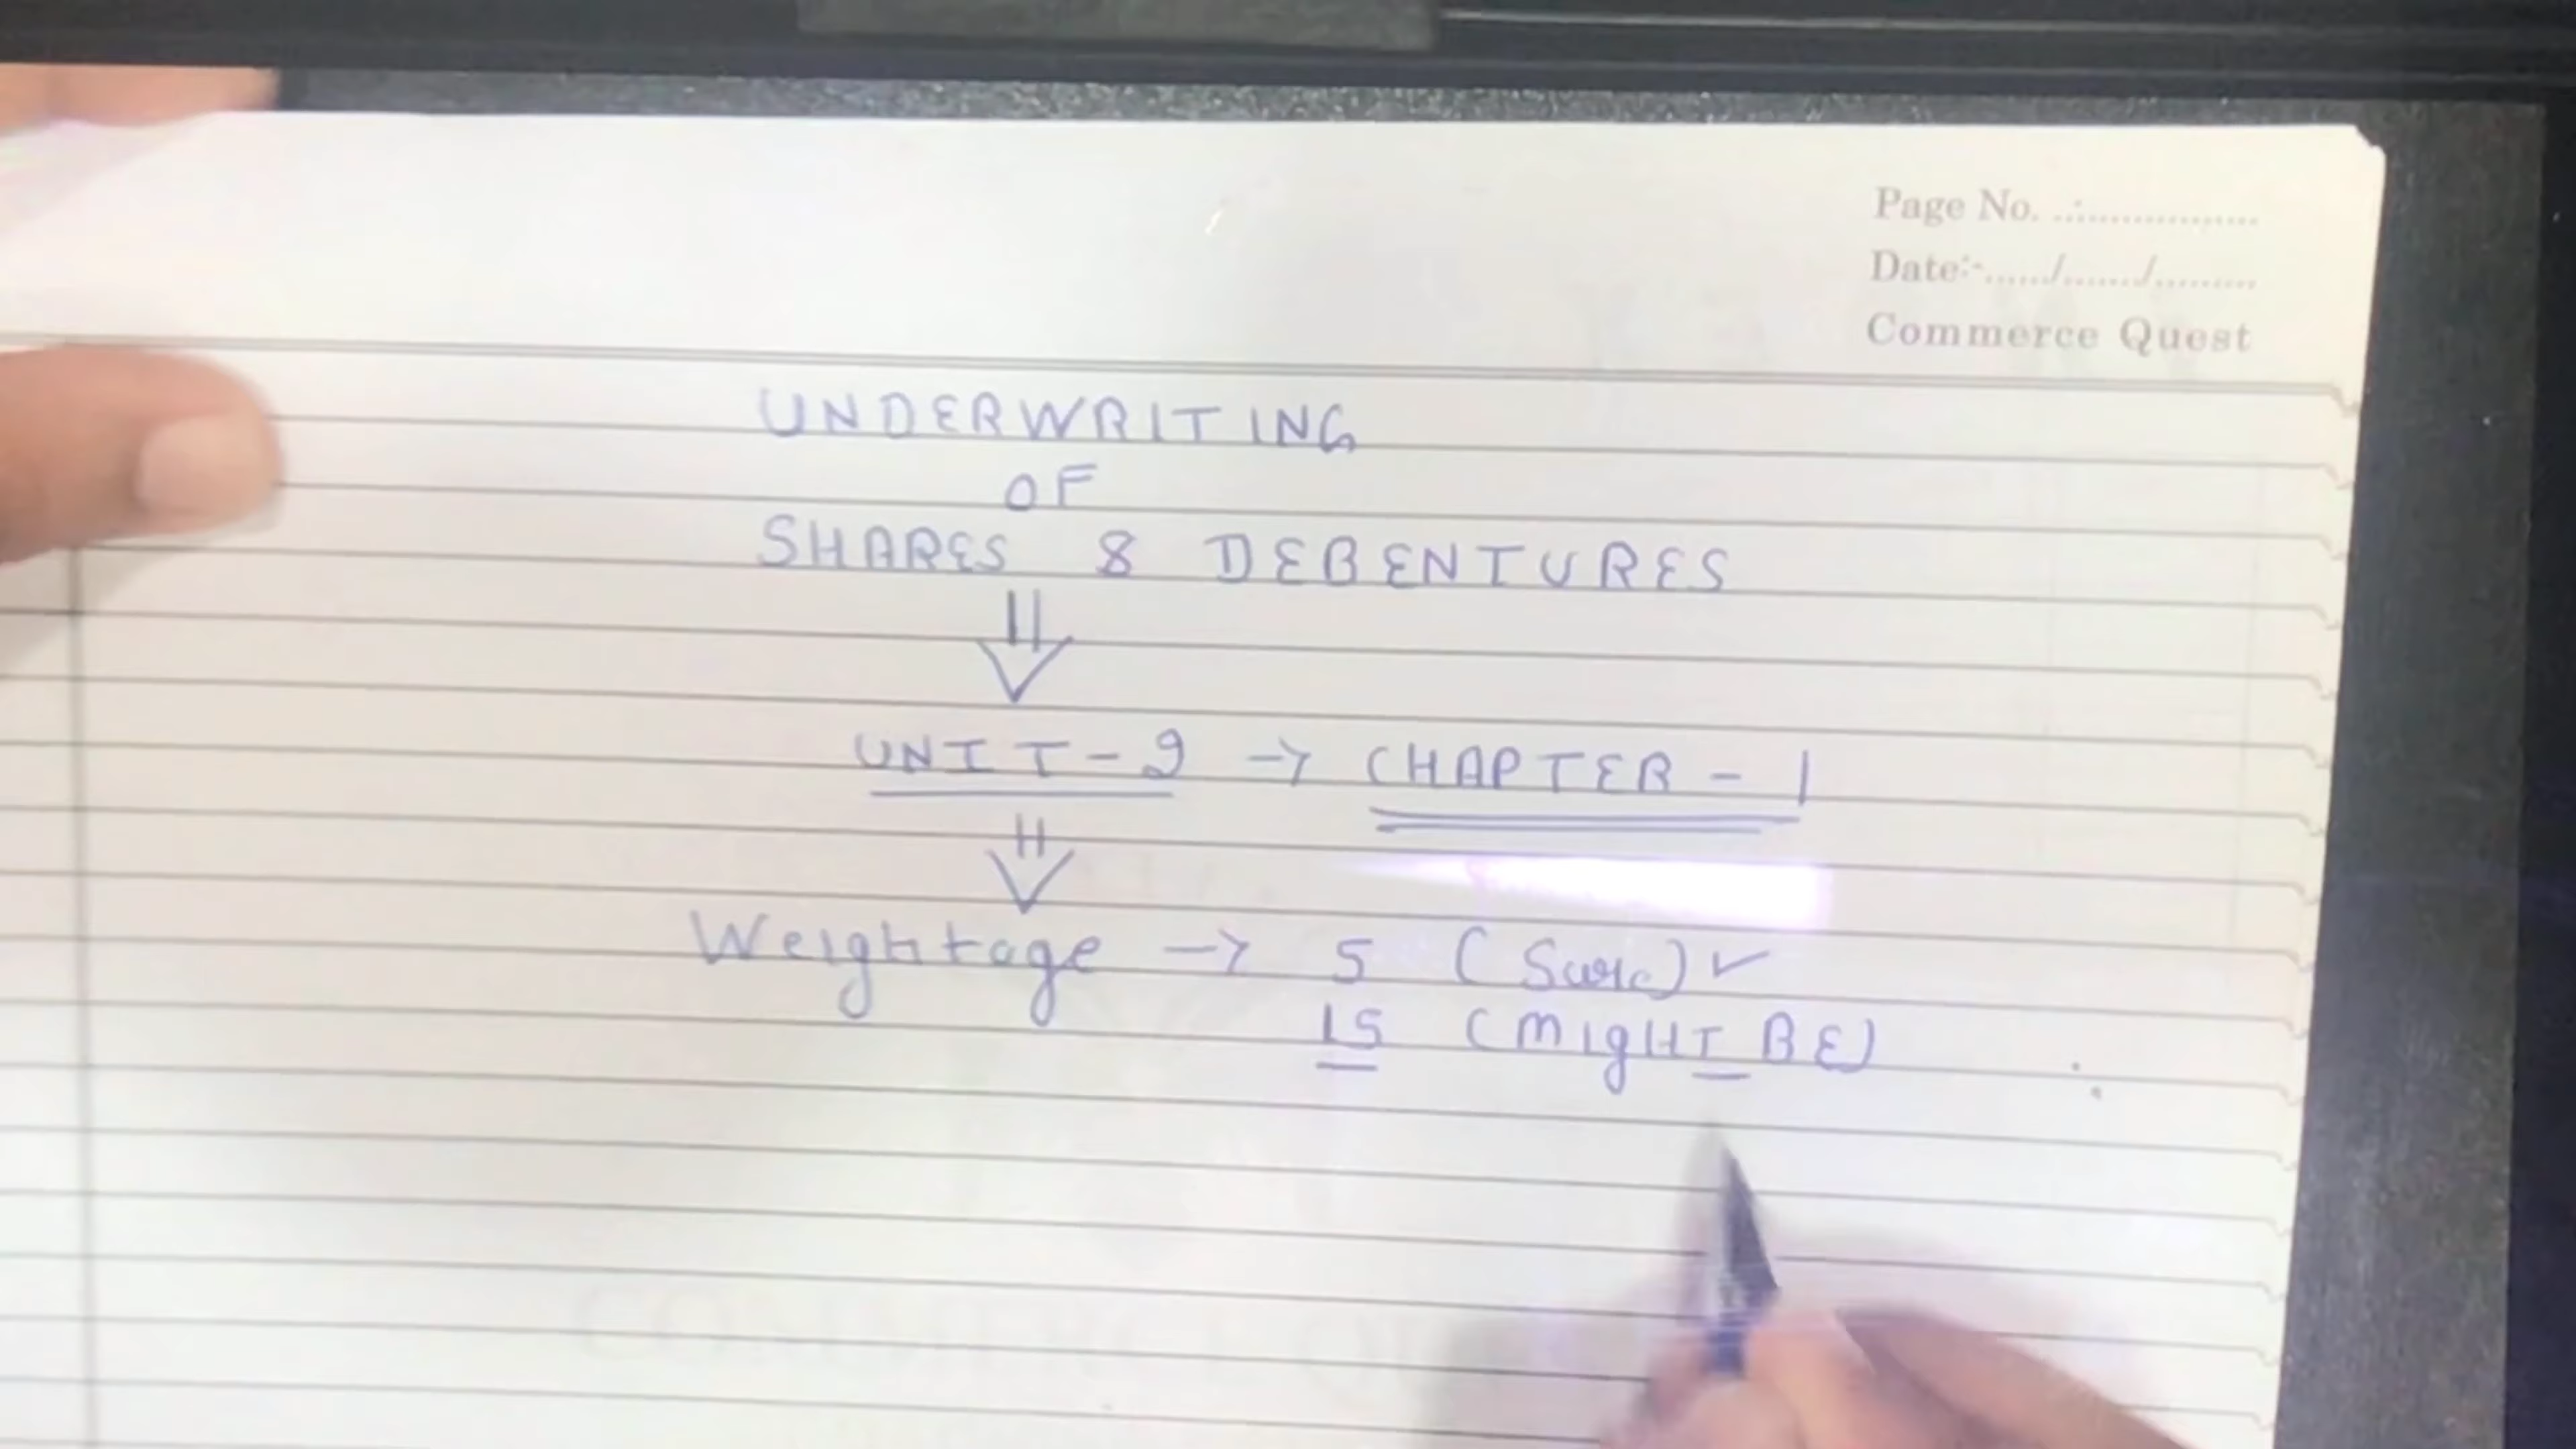 Page No. ....................
Date:-....../......./.........
Commerce Quest
UNDERWRITING
OF
SHARES & DEBENTURES
UNIT-2 → CHAPTER - 1
Weightage → 5 (Sure) ✓
15 (MigHT BE)